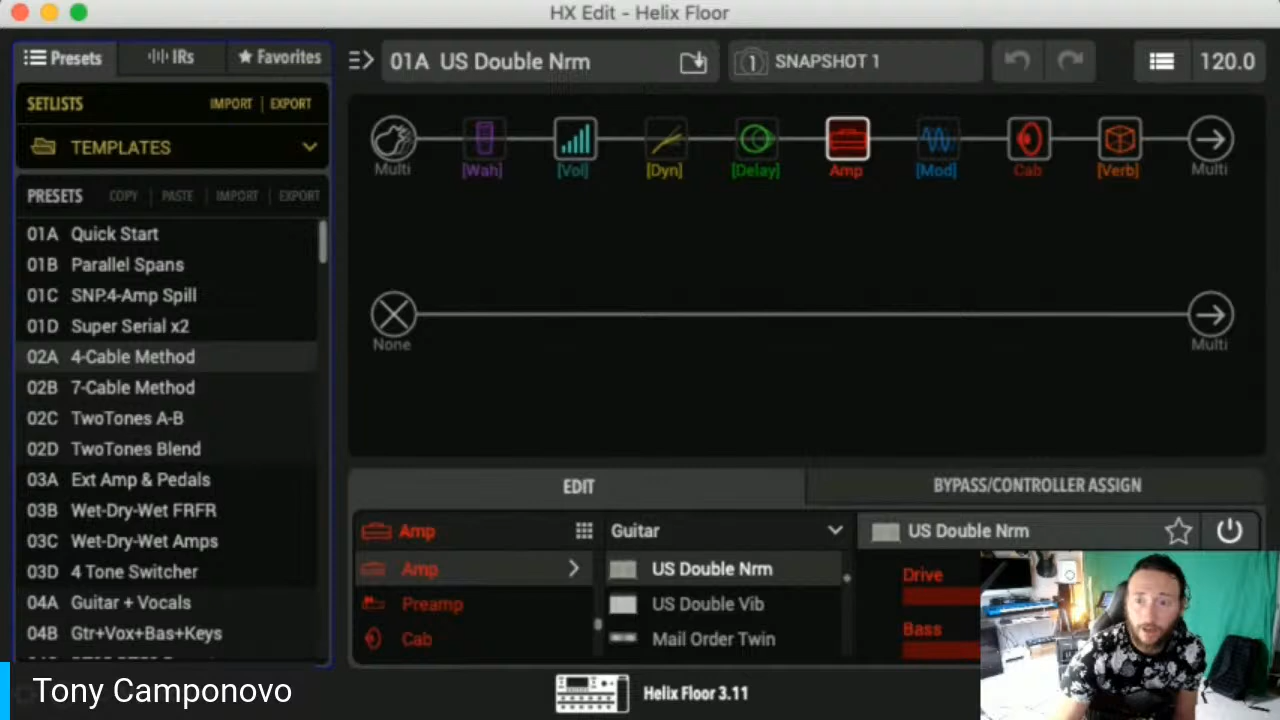 HX Edit - Helix Floor
Presets
IRs
Favorites
01A US Double Nrm
1
SNAPSHOT 1
120.0
SETLISTS
IMPORT | EXPORT
TEMPLATES
PRESETS
COPY | PASTE | IMPORT | EXPORT
Multi
[Wah]
[Vol]
[Dyn]
[Delay]
Amp
[Mod]
Cab
[Verb]
Multi
None
Multi
01A Quick Start
01B Parallel Spans
01C SNP:4-Amp Spill
01D Super Serial x2
02A 4-Cable Method
02B 7-Cable Method
02C TwoTones A-B
02D TwoTones Blend
03A Ext Amp & Pedals
03B Wet-Dry-Wet FRFR
03C Wet-Dry-Wet Amps
03D 4 Tone Switcher
04A Guitar + Vocals
04B Gtr+Vox+Bas+Keys
EDIT
BYPASS/CONTROLLER ASSIGN
Amp
Guitar
US Double Nrm
Amp
US Double Nrm
Drive
Preamp
US Double Vib
Bass
Cab
Mail Order Twin
Tony Camponovo
Helix Floor 3.11